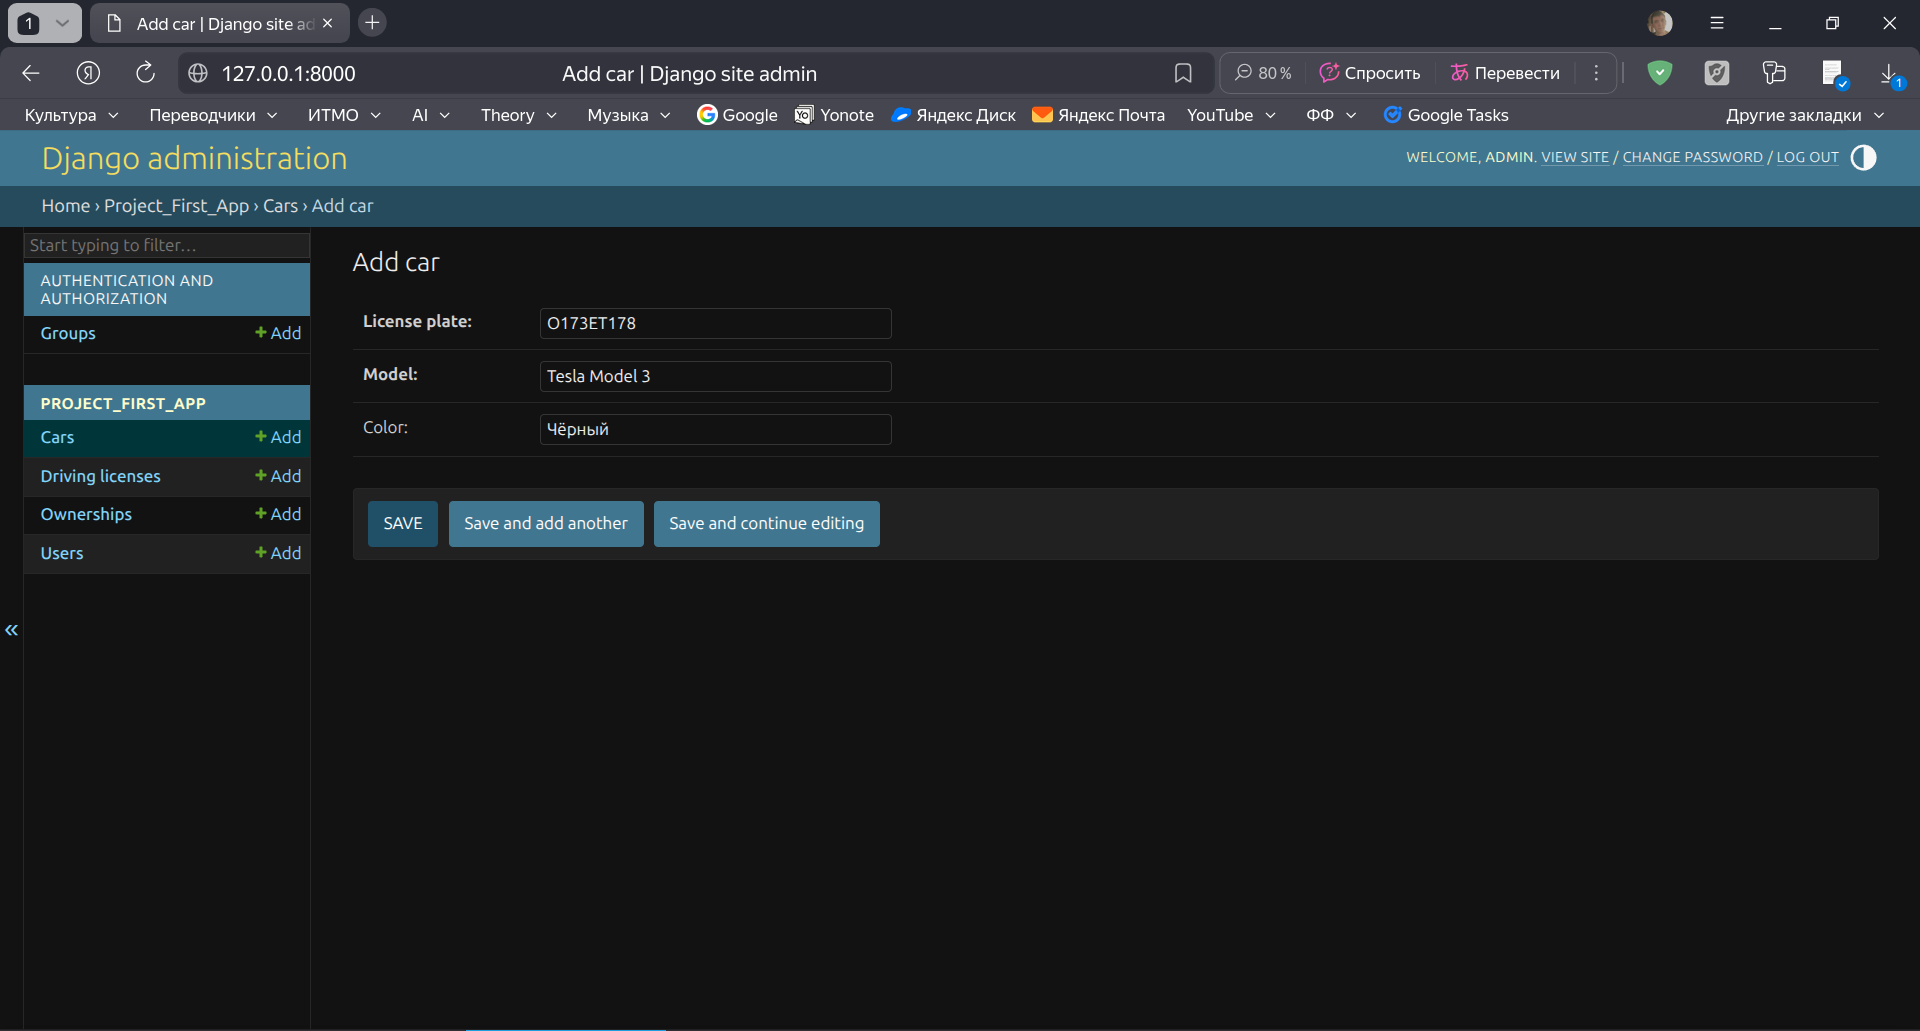 1
Add car | Django site ad
127.0.0.1:8000
Add car | Django site admin
80 %
Спросить
Перевести
1
Культура
Переводчики
ИТМО
AI
Theory
Музыка
Google
Yonote
Яндекс Диск
Яндекс Почта
YouTube
ФФ
Google Tasks
Другие закладки
Django administration
WELCOME, ADMIN. VIEW SITE / CHANGE PASSWORD / LOG OUT
Home › Project_First_App › Cars › Add car
Start typing to filter…
AUTHENTICATION AND
AUTHORIZATION
Groups
+ Add
PROJECT_FIRST_APP
Cars
+ Add
Driving licenses
+ Add
Ownerships
+ Add
Users
+ Add
«
Add car
License plate:
O173ET178
Model:
Tesla Model 3
Color:
Чёрный
SAVE
Save and add another
Save and continue editing